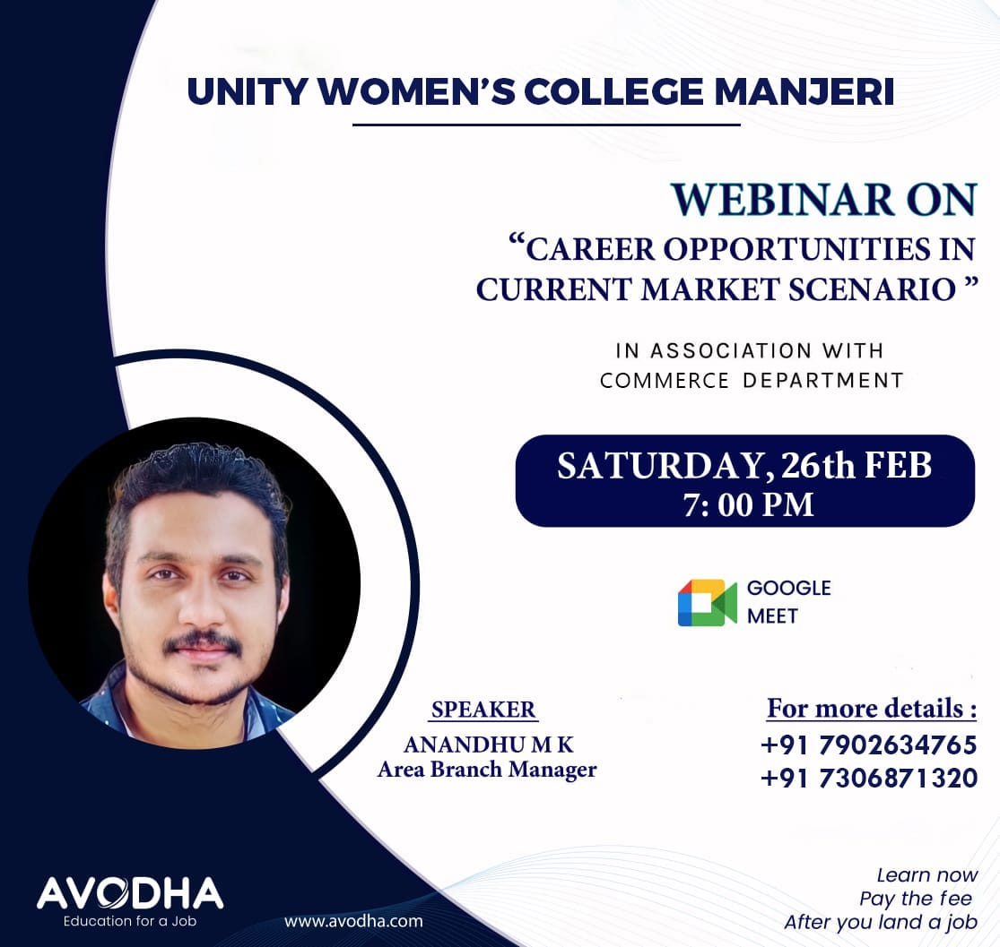 UNITY WOMEN'S COLLEGE MANJERI
WEBINAR ON
“CAREER OPPORTUNITIES IN
CURRENT MARKET SCENARIO ”
IN ASSOCIATION WITH
COMMERCE DEPARTMENT
SATURDAY, 26th FEB
7: 00 PM
GOOGLE
MEET
SPEAKER
ANANDHU M K
Area Branch Manager
For more details :
+91 7902634765
+91 7306871320
AVODHA
Education for a Job
www.avodha.com
Learn now
Pay the fee
After you land a job